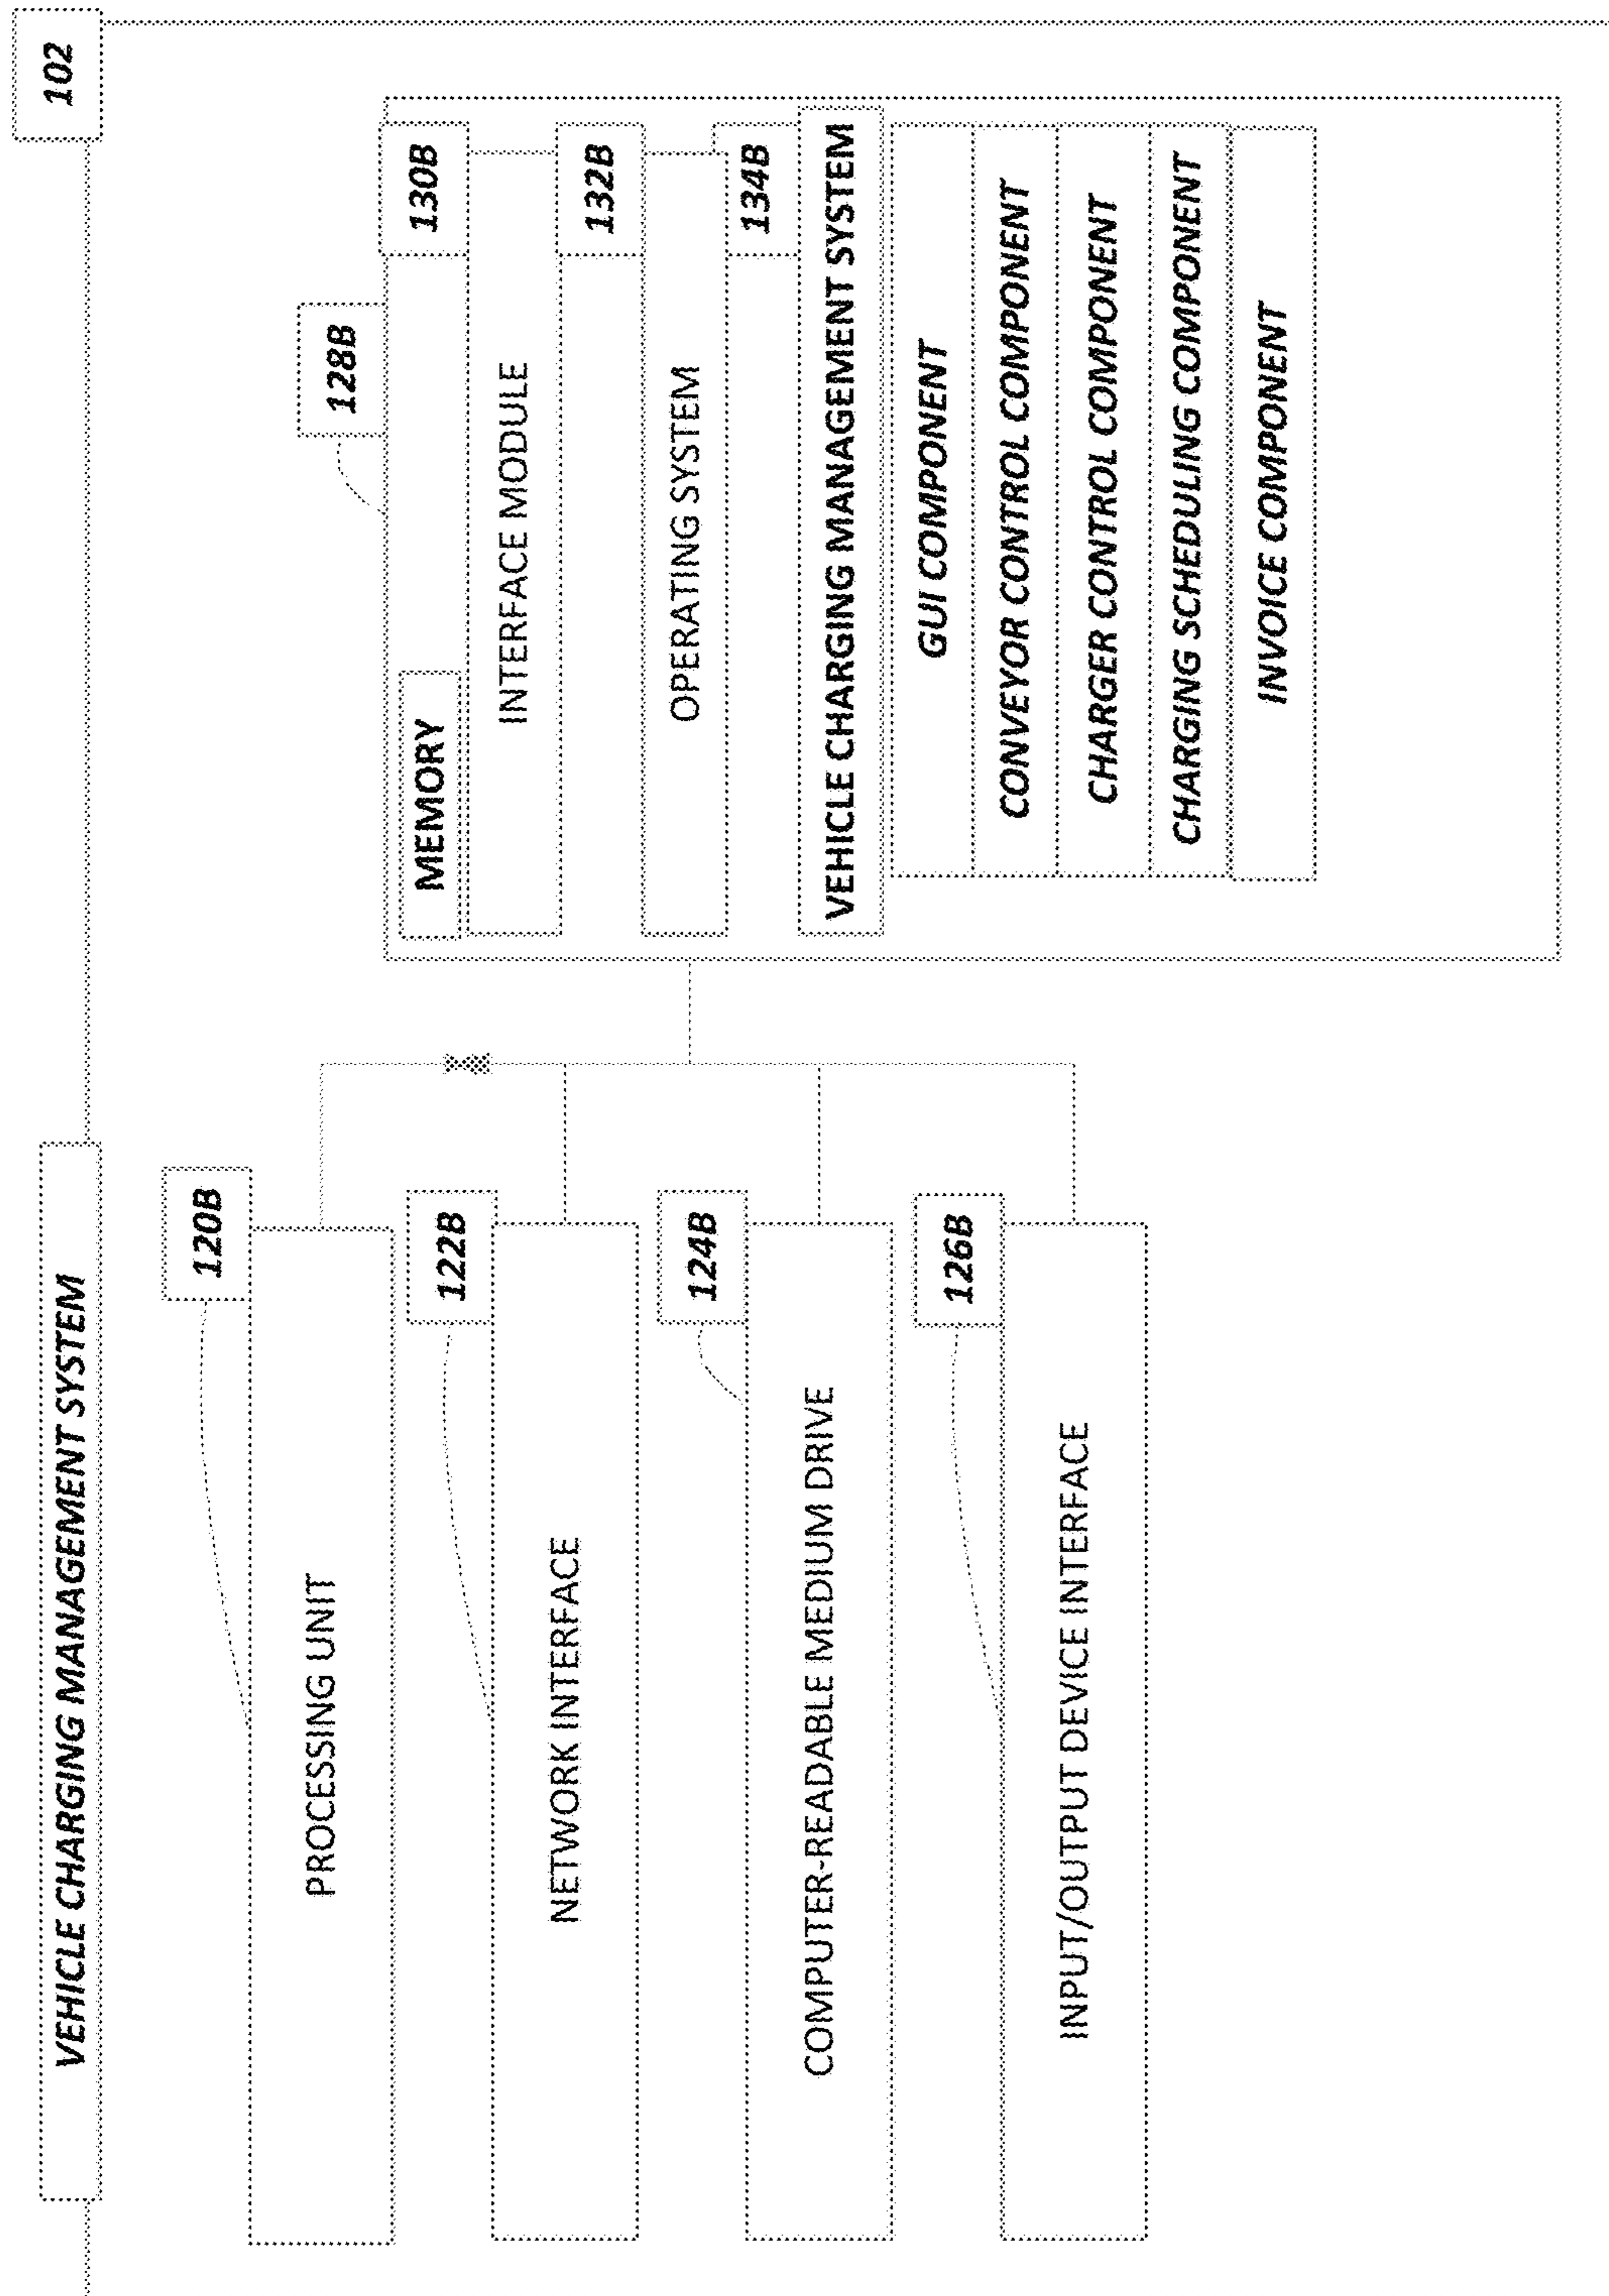 VEHICLE CHARGING MANAGEMENT SYSTEM
102
120B
PROCESSING UNIT
122B
NETWORK INTERFACE
124B
COMPUTER-READABLE MEDIUM DRIVE
126B
INPUT/OUTPUT DEVICE INTERFACE
128B
MEMORY
130B
INTERFACE MODULE
132B
OPERATING SYSTEM
134B
VEHICLE CHARGING MANAGEMENT SYSTEM
GUI COMPONENT
CONVEYOR CONTROL COMPONENT
CHARGER CONTROL COMPONENT
CHARGING SCHEDULING COMPONENT
INVOICE COMPONENT